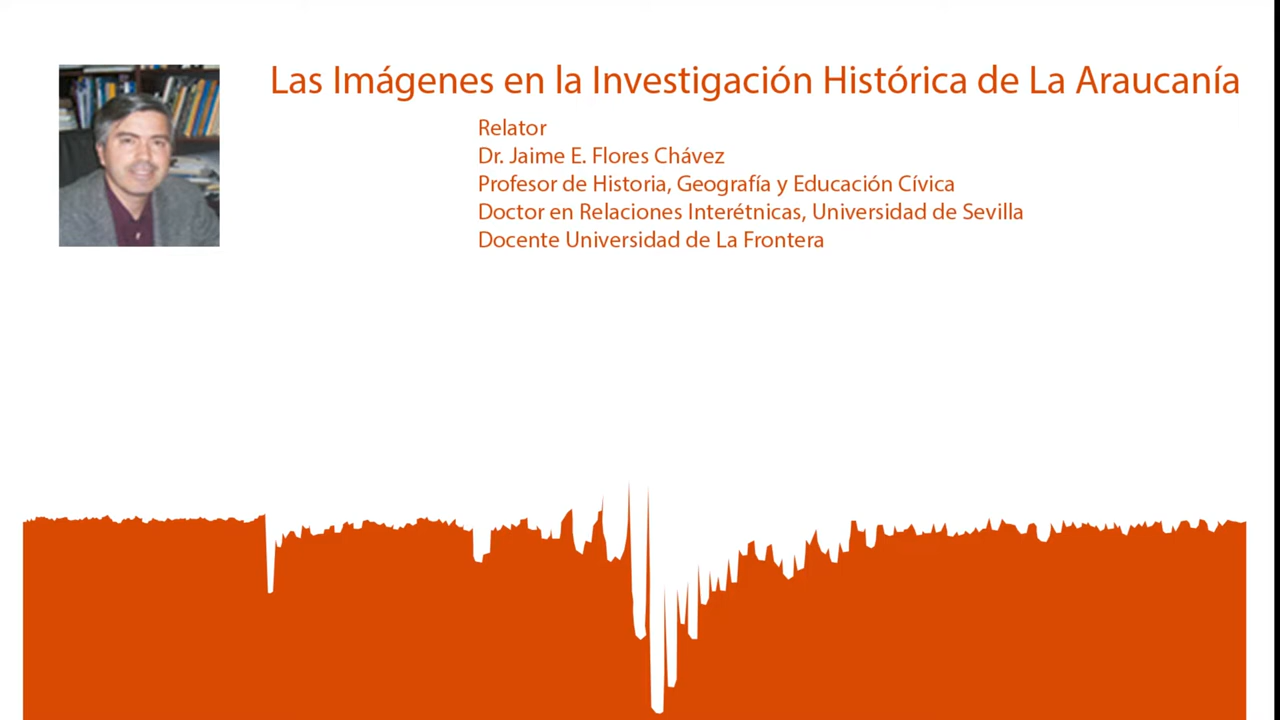 Las Imágenes en la Investigación Histórica de La Araucanía
Relator
Dr. Jaime E. Flores Chávez
Profesor de Historia, Geografía y Educación Cívica
Doctor en Relaciones Interétnicas, Universidad de Sevilla
Docente Universidad de La Frontera